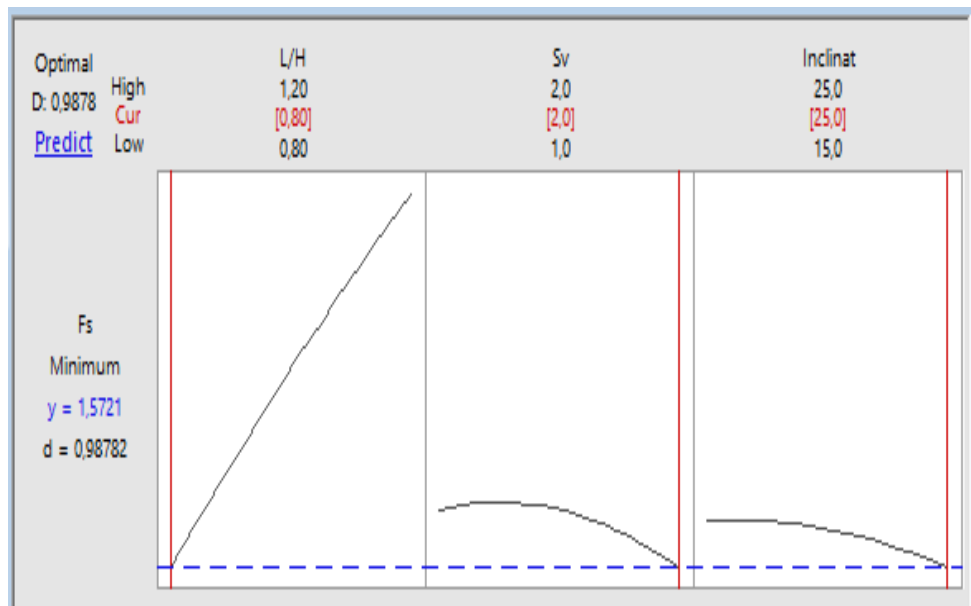 Optimal
D: 0,9878
Predict
High
Cur
Low
L/H
1,20
[0,80]
0,80
Sv
2,0
[2,0]
1,0
Inclinat
25,0
[25,0]
15,0
Fs
Minimum
y = 1,5721
d = 0,98782